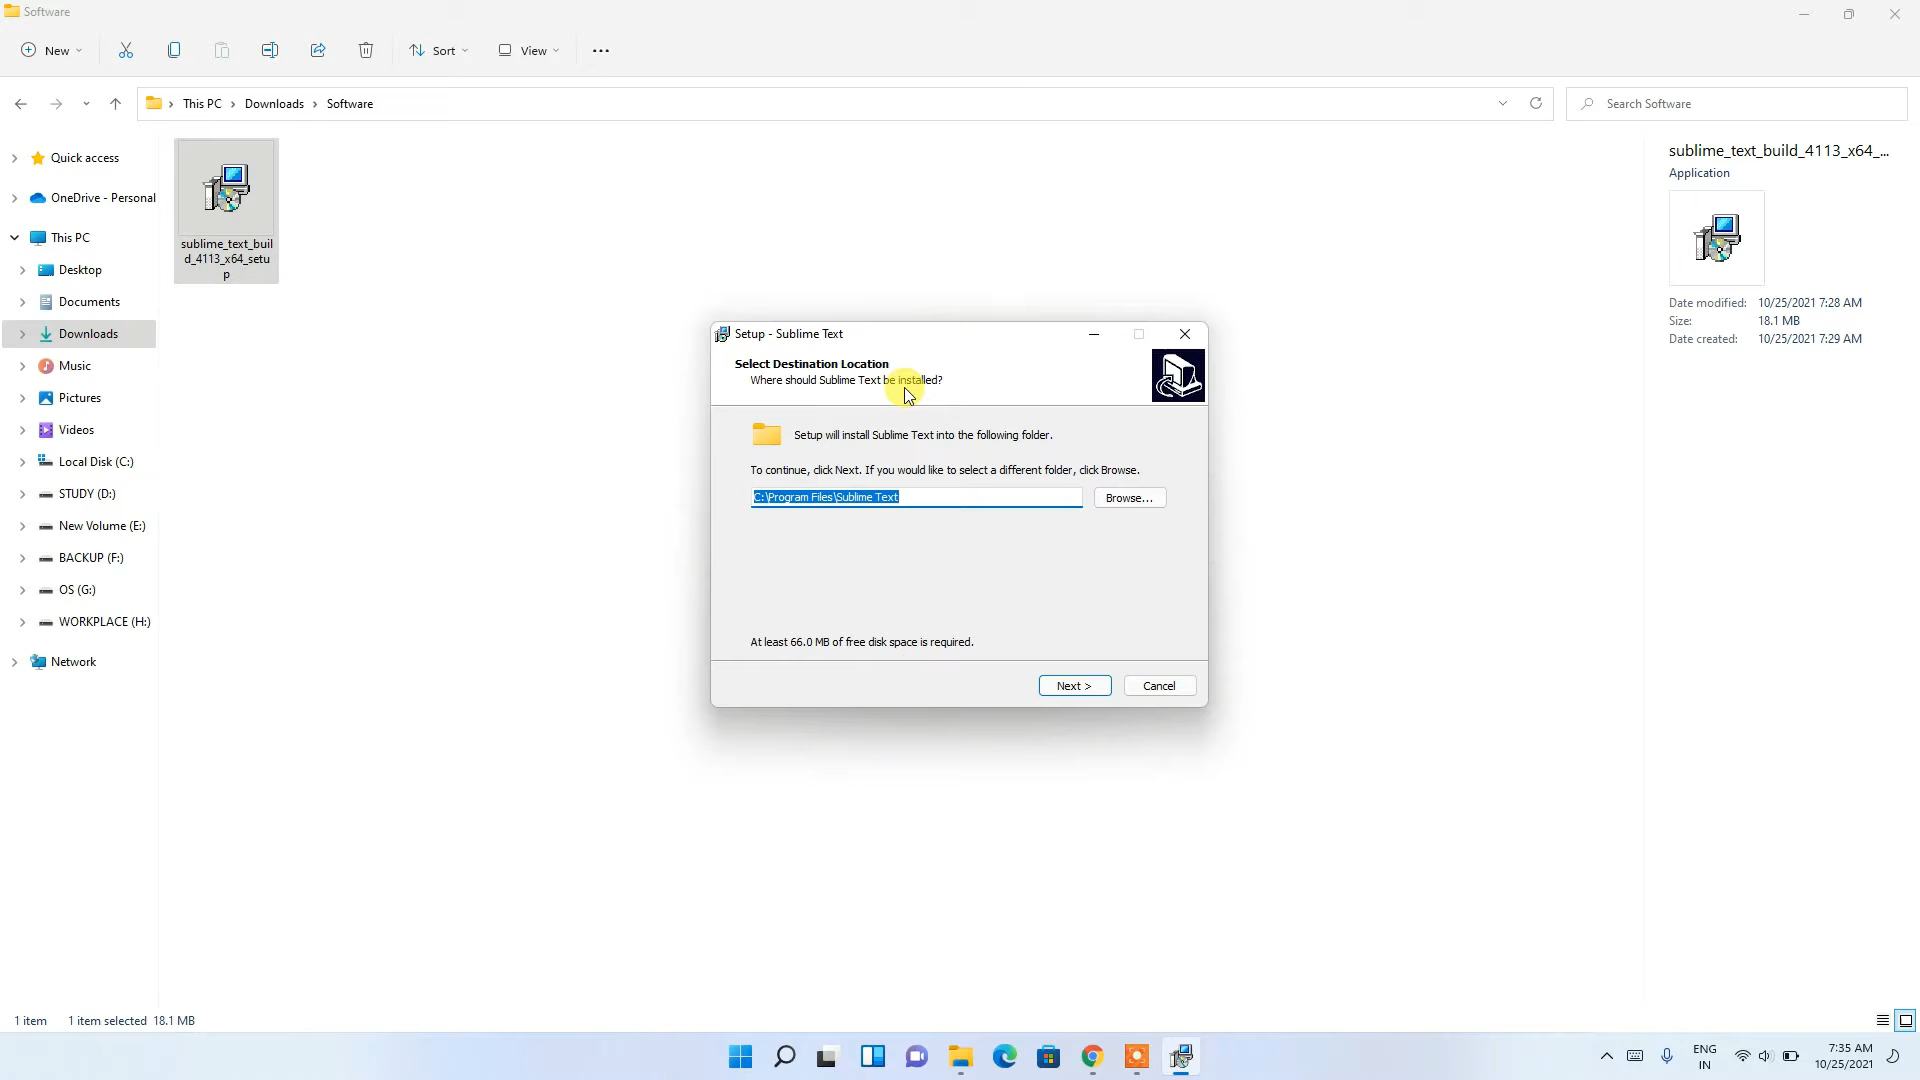 Software
New
Sort
View
This PC > Downloads > Software
Search Software
Quick access
OneDrive - Personal
This PC
Desktop
Documents
Downloads
Music
Pictures
Videos
Local Disk (C:)
STUDY (D:)
New Volume (E:)
BACKUP (F:)
OS (G:)
WORKPLACE (H:)
Network
sublime_text_buil
d_4113_x64_setu
p
Setup - Sublime Text
Select Destination Location
Where should Sublime Text be installed?
Setup will install Sublime Text into the following folder.
To continue, click Next. If you would like to select a different folder, click Browse.
C:\Program Files\Sublime Text
Browse...
At least 66.0 MB of free disk space is required.
Next >
Cancel
sublime_text_build_4113_x64_...
Application
Date modified: 10/25/2021 7:28 AM
Size: 18.1 MB
Date created: 10/25/2021 7:29 AM
1 item 1 item selected 18.1 MB
ENG
IN
7:35 AM
10/25/2021